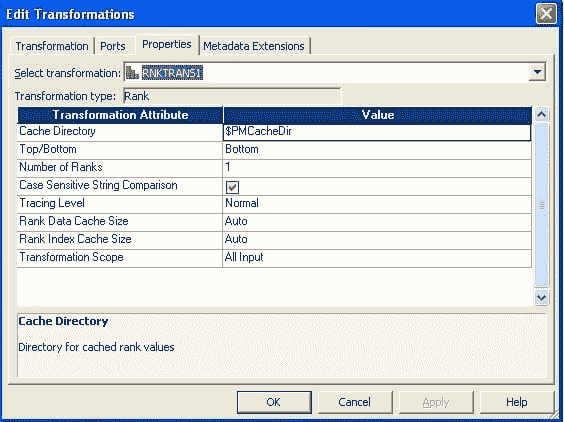 Edit Transformations
Transformation Ports Properties Metadata Extensions
Select transformation: RNKTRANS1
Transformation type: Rank
Transformation Attribute Value
Cache Directory $PMCacheDir
Top/Bottom Bottom
Number of Ranks 1
Case Sensitive String Comparison
Tracing Level Normal
Rank Data Cache Size Auto
Rank Index Cache Size Auto
Transformation Scope All Input
Cache Directory
Directory for cached rank values
OK Cancel Apply Help